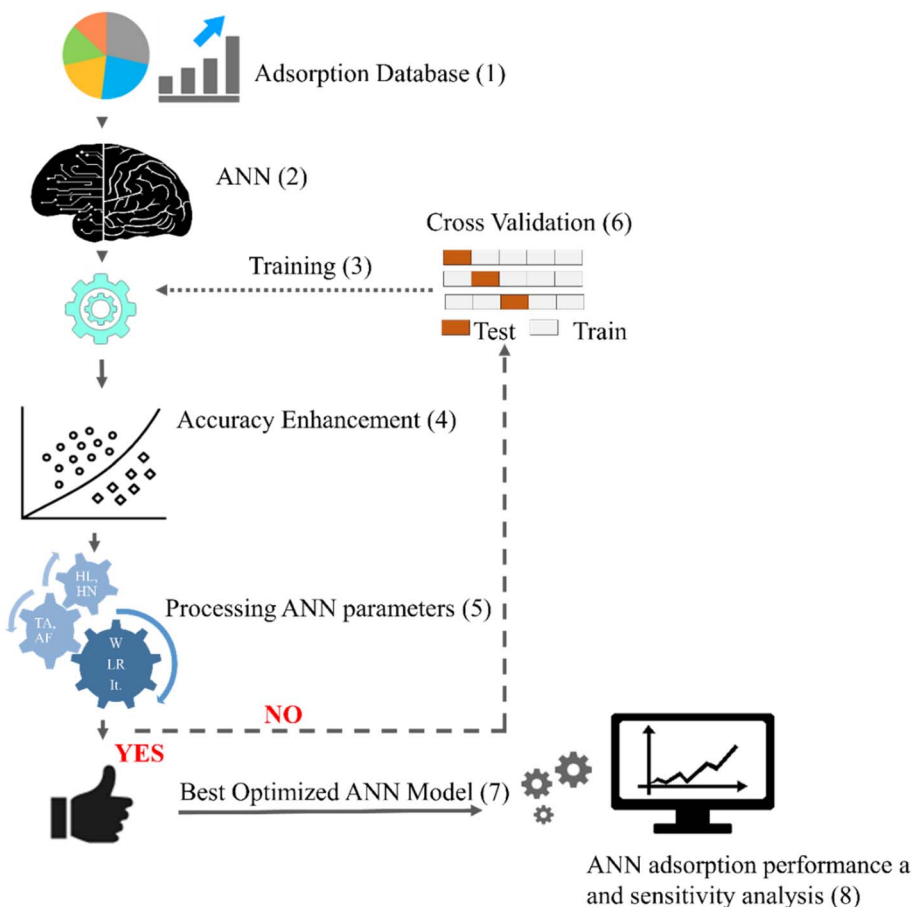 Adsorption Database (1)
ANN (2)
Cross Validation (6)
Training (3)
Test
Train
Accuracy Enhancement (4)
HL,
HN
TA,
AF
W
LR
It.
Processing ANN parameters (5)
NO
YES
Best Optimized ANN Model (7)
ANN adsorption performance a
and sensitivity analysis (8)